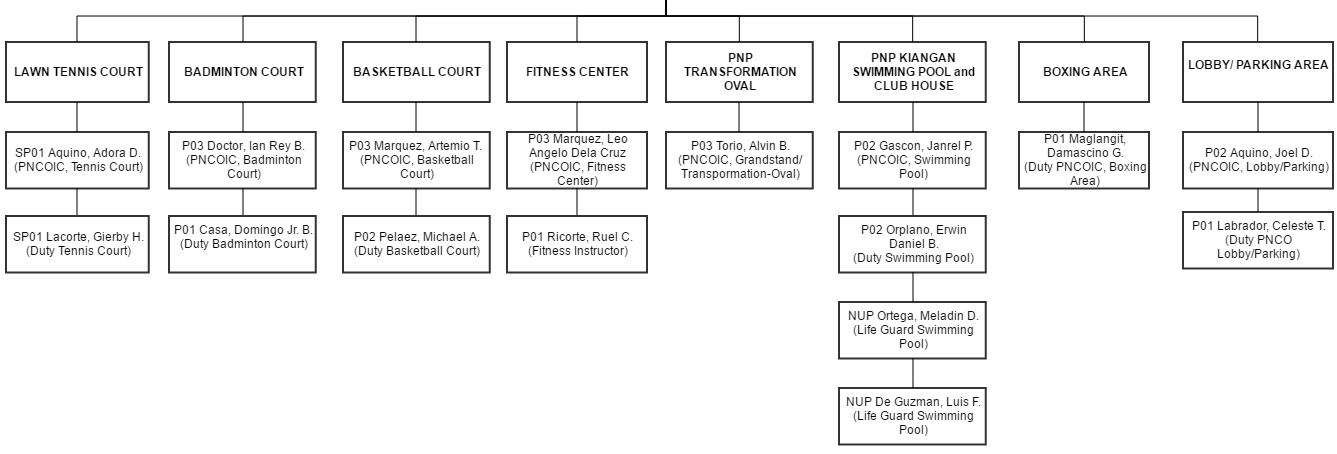 LAWN TENNIS COURT
SP01 Aquino, Adora D.
(PNCOIC, Tennis Court)
SP01 Lacorte, Gierby H.
(Duty Tennis Court)
BADMINTON COURT
P03 Doctor, Ian Rey B.
(PNCOIC, Badminton
Court)
P01 Casa, Domingo Jr. B.
(Duty Badminton Court)
BASKETBALL COURT
P03 Marquez, Artemio T.
(PNCOIC, Basketball
Court)
P02 Pelaez, Michael A.
(Duty Basketball Court)
FITNESS CENTER
P03 Marquez, Leo
Angelo Dela Cruz
(PNCOIC, Fitness
Center)
P01 Ricorte, Ruel C.
(Fitness Instructor)
PNP
TRANSFORMATION
OVAL
P03 Torio, Alvin B.
(PNCOIC, Grandstand/
Transpormation-Oval)
PNP KIANGAN
SWIMMING POOL and
CLUB HOUSE
P02 Gascon, Janrel P.
(PNCOIC, Swimming
Pool)
P02 Orplano, Erwin
Daniel B.
(Duty Swimming Pool)
NUP Ortega, Meladin D.
(Life Guard Swimming
Pool)
NUP De Guzman, Luis F.
(Life Guard Swimming
Pool)
BOXING AREA
P01 Maglangit,
Damascino G.
(Duty PNCOIC, Boxing
Area)
LOBBY/ PARKING AREA
P02 Aquino, Joel D.
(PNCOIC, Lobby/Parking)
P01 Labrador, Celeste T.
(Duty PNCO
Lobby/Parking)